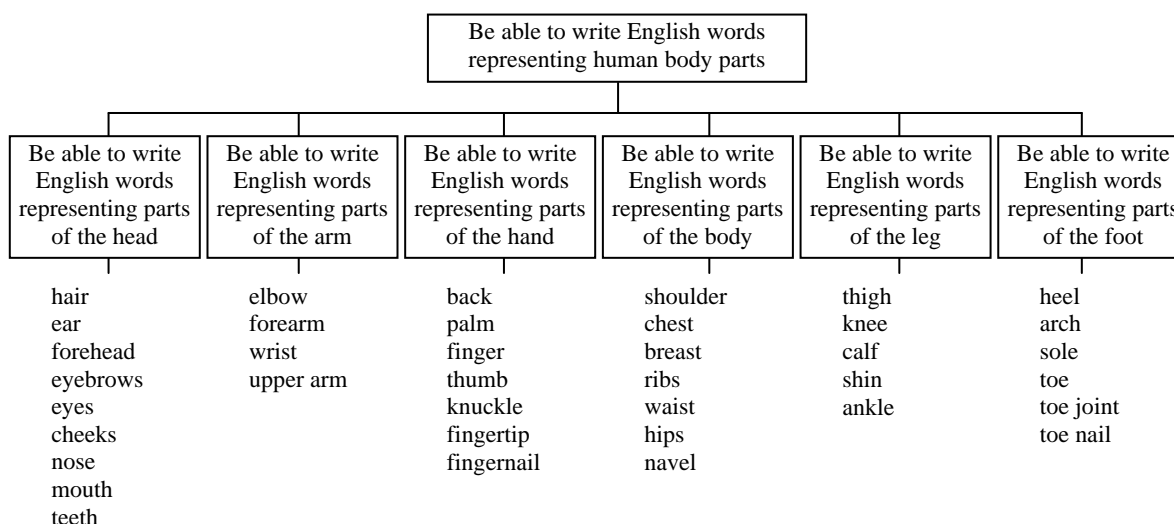 Be able to write English words
representing human body parts
Be able to write
English words
representing parts
of the head
Be able to write
English words
representing parts
of the arm
Be able to write
English words
representing parts
of the hand
Be able to write
English words
representing parts
of the body
Be able to write
English words
representing parts
of the leg
Be able to write
English words
representing parts
of the foot
hair
ear
forehead
eyebrows
eyes
cheeks
nose
mouth
teeth
elbow
forearm
wrist
upper arm
back
palm
finger
thumb
knuckle
fingertip
fingernail
shoulder
chest
breast
ribs
waist
hips
navel
thigh
knee
calf
shin
ankle
heel
arch
sole
toe
toe joint
toe nail